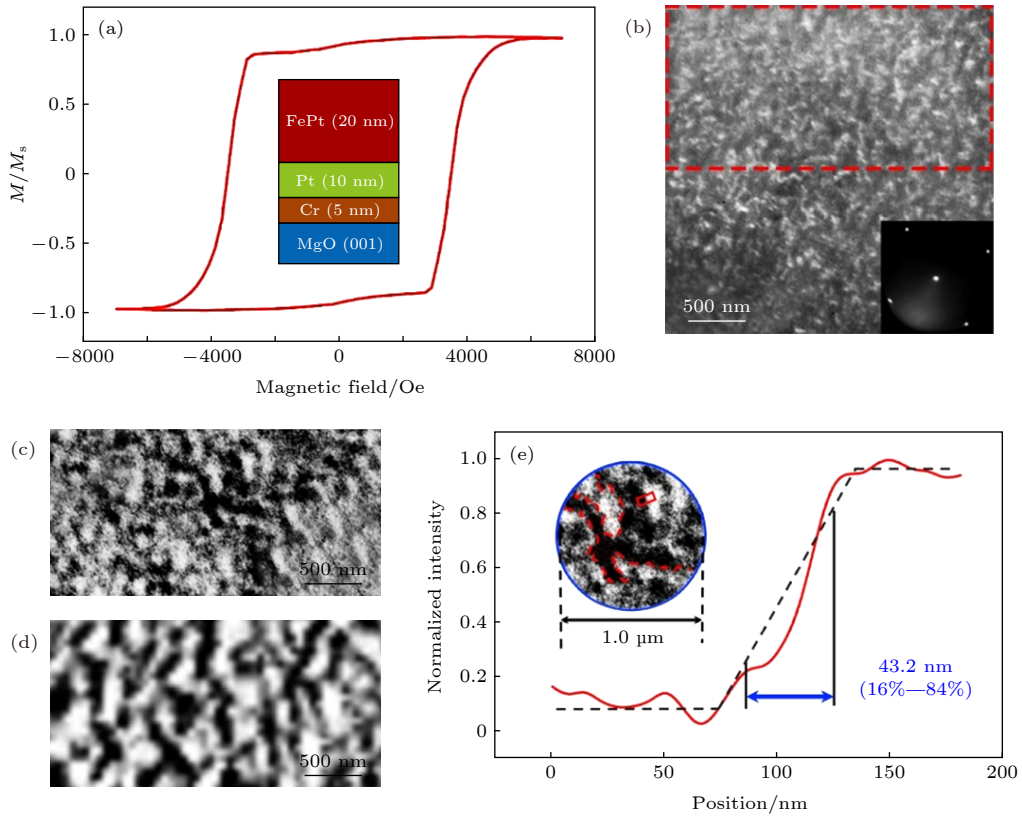 (a)
1.0
0.5
0
−0.5
−1.0
M/Ms
FePt (20 nm)
Pt (10 nm)
Cr (5 nm)
MgO (001)
−8000
−4000
0
4000
8000
Magnetic field/Oe
(b)
500 nm
(c)
500 nm
(d)
500 nm
(e)
1.0
0.8
0.6
0.4
0.2
0
Normalized intensity
1.0 µm
43.2 nm
(16%—84%)
0
50
100
150
200
Position/nm